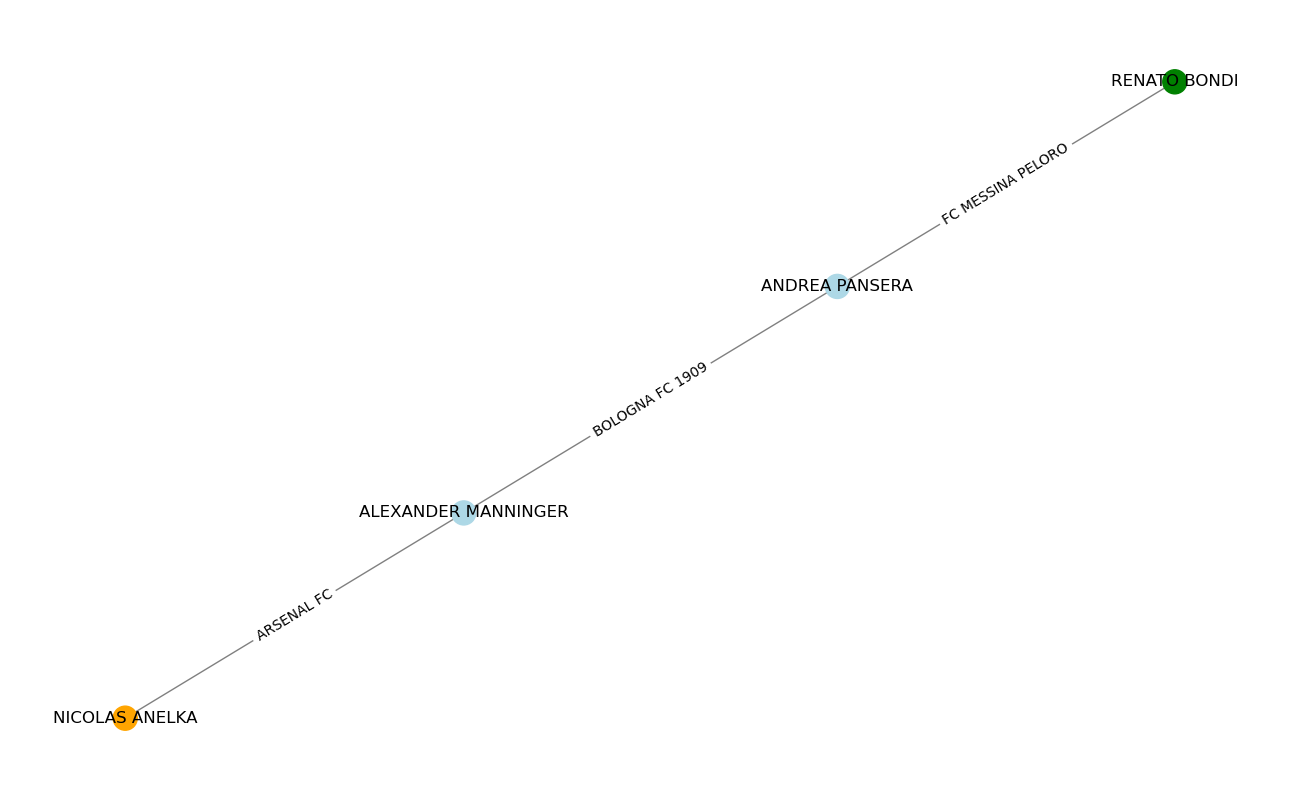 RENATO BONDI
FC MESSINA PELORO
ANDREA PANSERA
BOLOGNA FC 1909
ALEXANDER MANNINGER
ARSENAL FC
NICOLAS ANELKA